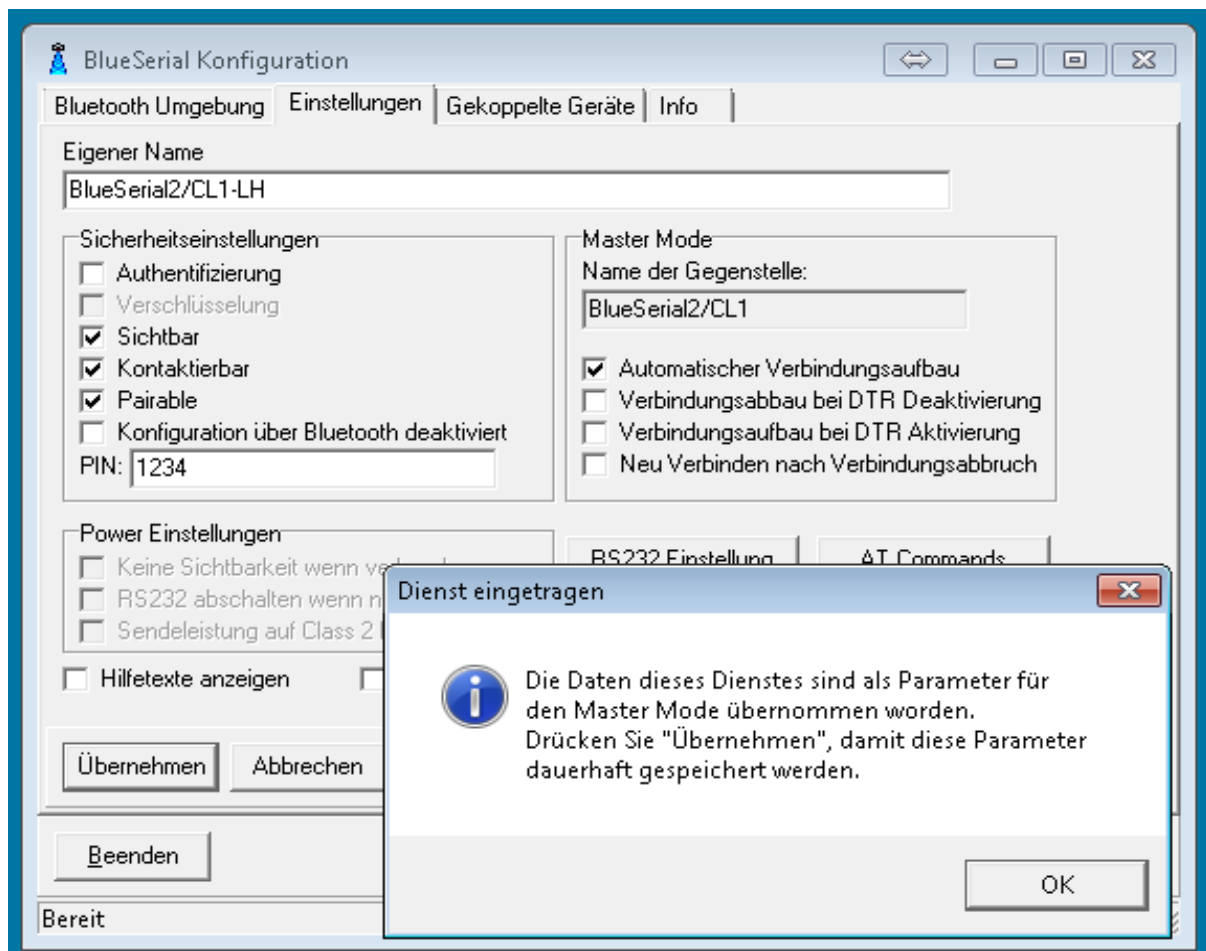 BlueSerial Konfiguration
Bluetooth Umgebung Einstellungen Gekoppelte Geräte Info
Eigener Name
BlueSerial2/CL1-LH
Sicherheitseinstellungen
Authentifizierung
Verschlüsselung
Sichtbar
Kontaktierbar
Pairable
Konfiguration über Bluetooth deaktiviert
PIN: 1234
Master Mode
Name der Gegenstelle:
BlueSerial2/CL1
Automatischer Verbindungsaufbau
Verbindungsabbau bei DTR Deaktivierung
Verbindungsaufbau bei DTR Aktivierung
Neu Verbinden nach Verbindungsabbruch
Power Einstellungen
Keine Sichtbarkeit wenn
RS232 abschalten wenn
Sendeleistung auf Class 2
RS232 Einstellung AT Commands
Hilfetexte anzeigen
Übernehmen Abbrechen
Beenden
Bereit
Dienst eingetragen
Die Daten dieses Dienstes sind als Parameter für
den Master Mode übernommen worden.
Drücken Sie "Übernehmen", damit diese Parameter
dauerhaft gespeichert werden.
OK